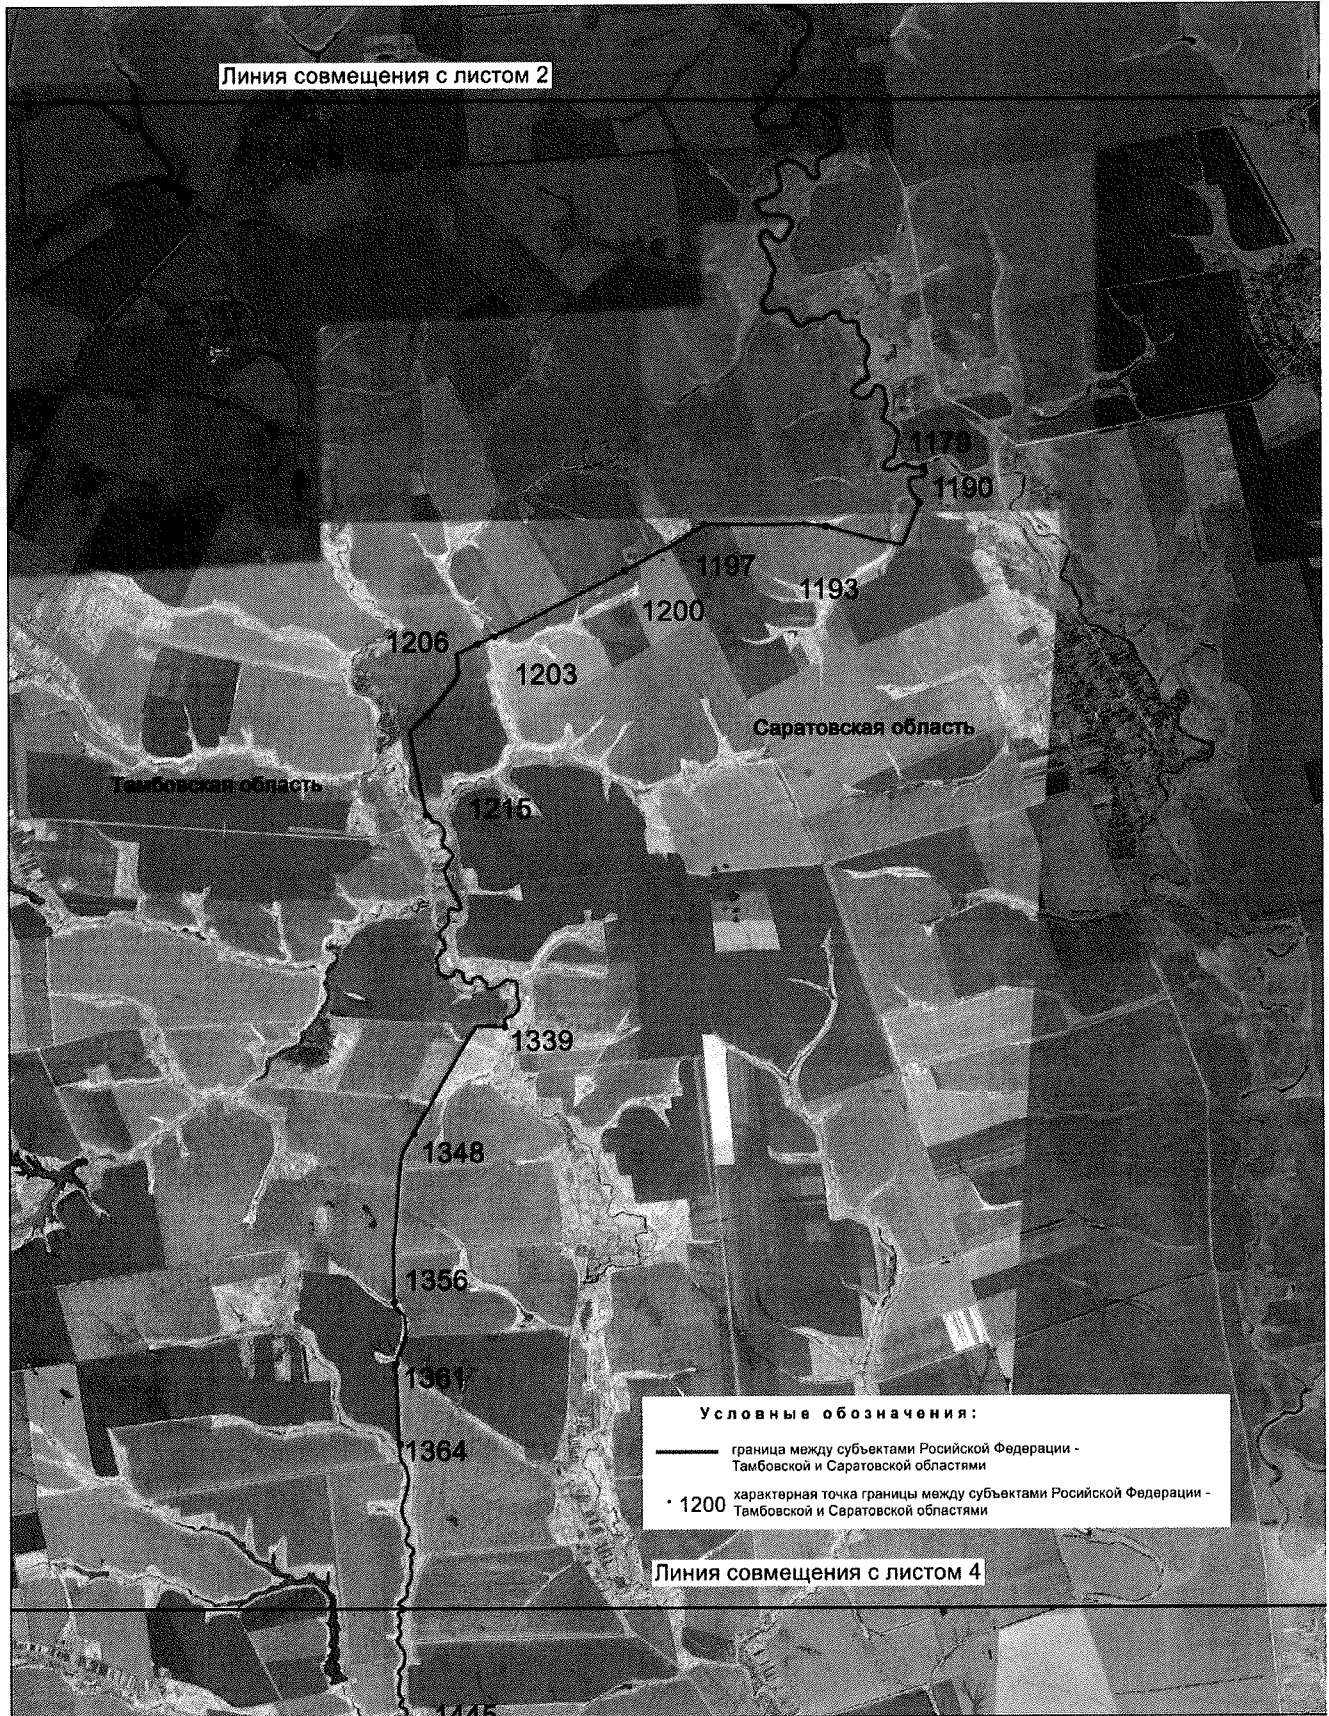 Линия совмещения с листом 2
1178
1190
1197
1193
1200
1206
1203
Саратовская область
Тамбовская область
1215
1339
1348
1356
1361
1364
Условные обозначения:
граница между субъектами Росийской Федерации -
Тамбовской и Саратовской областями
1200 характерная точка границы между субъектами Росийской Федерации -
Тамбовской и Саратовской областями
Линия совмещения с листом 4
1445